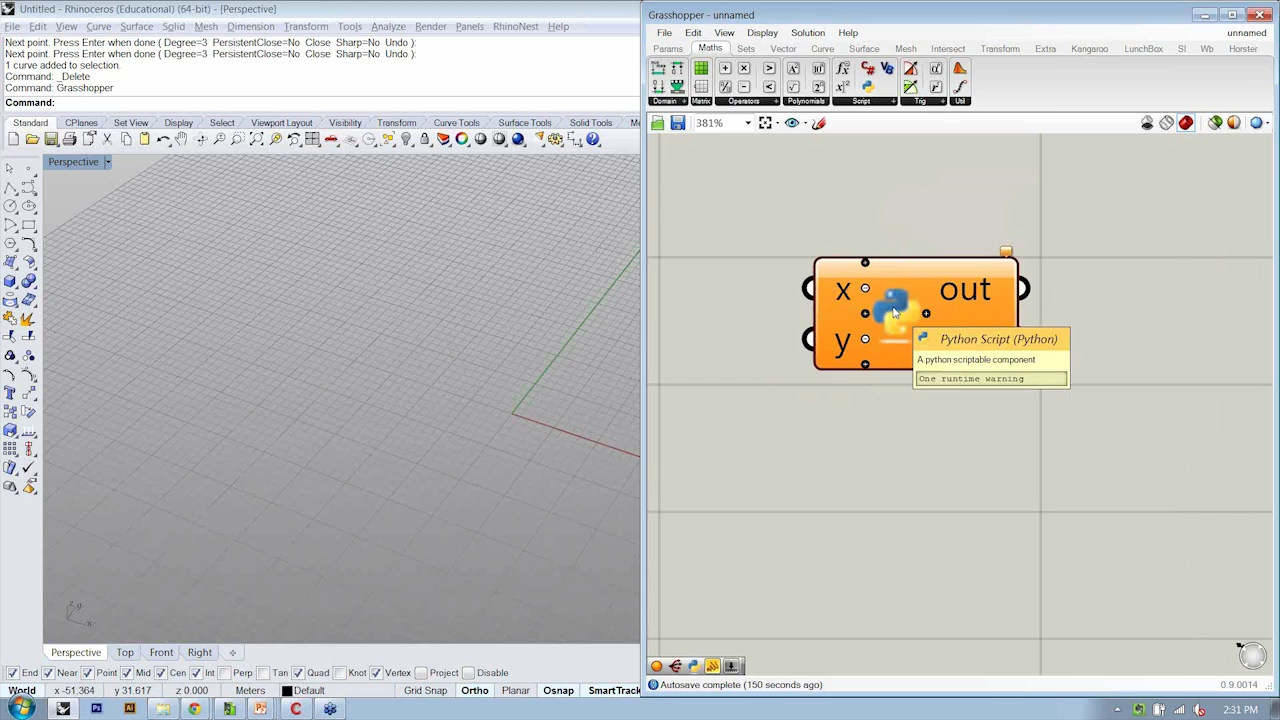 Untitled - Rhinoceros (Educational) (64-bit) - [Perspective]
File Edit View Curve Surface Solid Mesh Dimension Transform Tools Analyze Render Panels RhinoNest Help
Next point. Press Enter when done ( Degree=3 PersistentClose=No Close Sharp=No Undo ):
Next point. Press Enter when done ( Degree=3 PersistentClose=No Close Sharp=No Undo ):
1 curve added to selection.
Command: _Delete
Command: Grasshopper
Command:
Standard CPlanes Set View Display Select Viewport Layout Visibility Transform Curve Tools Surface Tools Solid Tools Me
Perspective
z y
x
Perspective Top Front Right
End Near Point Mid Cen Int Perp Tan Quad Knot Vertex Project Disable
World x -51.364 y 31.617 z 0.000 Meters Default Grid Snap Ortho Planar Osnap SmartTrack
Grasshopper - unnamed
File Edit View Display Solution Help unnamed
Params Maths Sets Vector Curve Surface Mesh Intersect Transform Extra Kangaroo LunchBox SI Wb Horster
Domain Matrix Operators Polynomials Script Trig Util
381%
x out
y
Python Script (Python)
A python scriptable component
One runtime warning
Autosave complete (150 seconds ago) 0.9.0014
2:31 PM